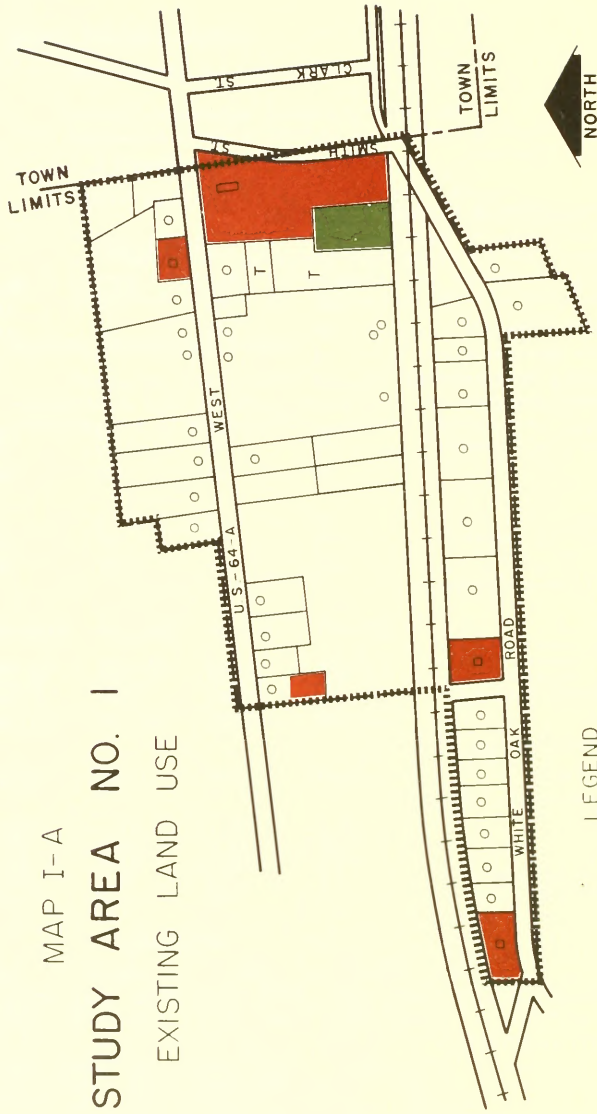 MAP I-A
STUDY AREA NO. 1
EXISTING LAND USE
TOWN
LIMITS
CLARK
ST.
SMITH
ST
TOWN
LIMITS
NORTH
T
T
WEST
U S - 64 - A
WHITE OAK ROAD
LEGEND